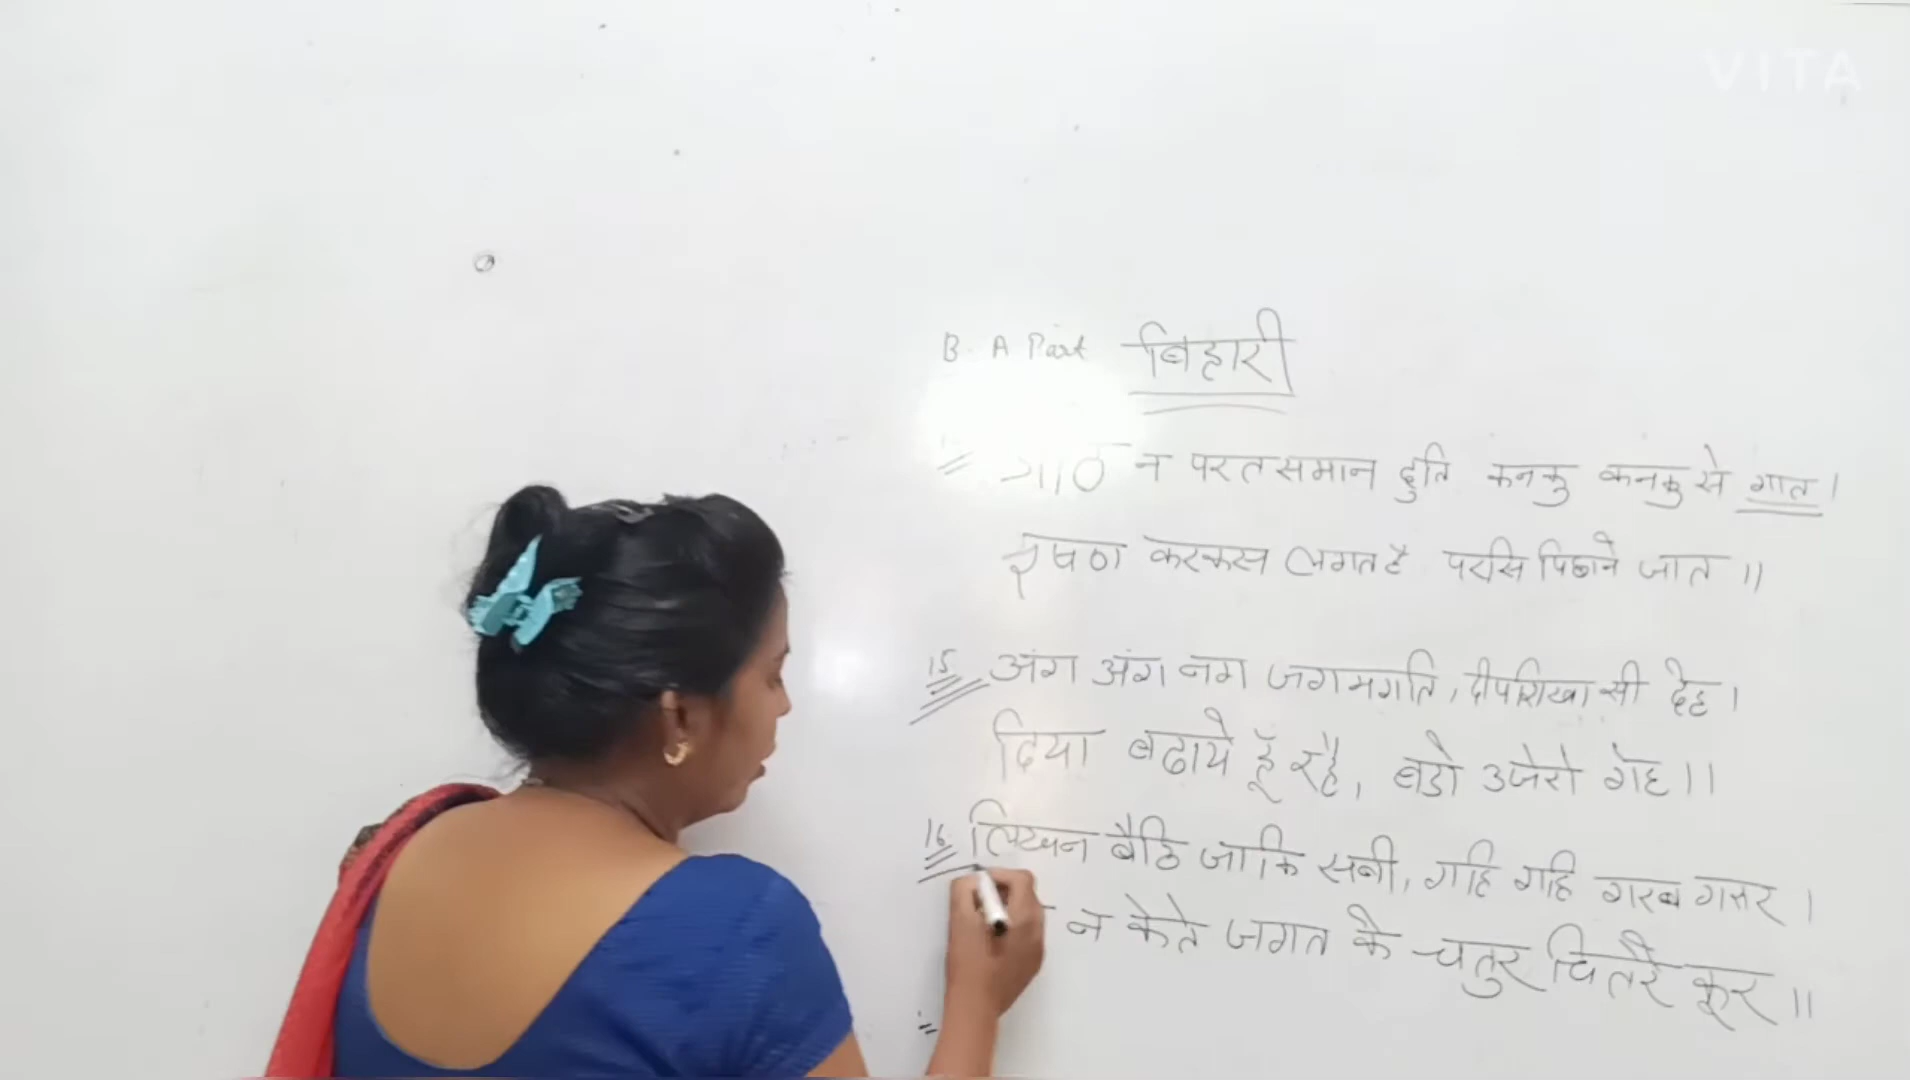 VITA
B. A Part बिहारी
न परत समान दुति कनकु कनकु से गात ।
करकस लगत है परसि पिछाने जात ॥
15 अंग अंग नग जगमगति, दीपशिखा सी देह ।
दिया बढाये हूँ रहै, बडो उजेरो गेह ॥
16. लिखन बैठि जाकि सबी, गहि गहि गरब गरूर ।
न केते जगत के चतुर चितरै कूर ॥